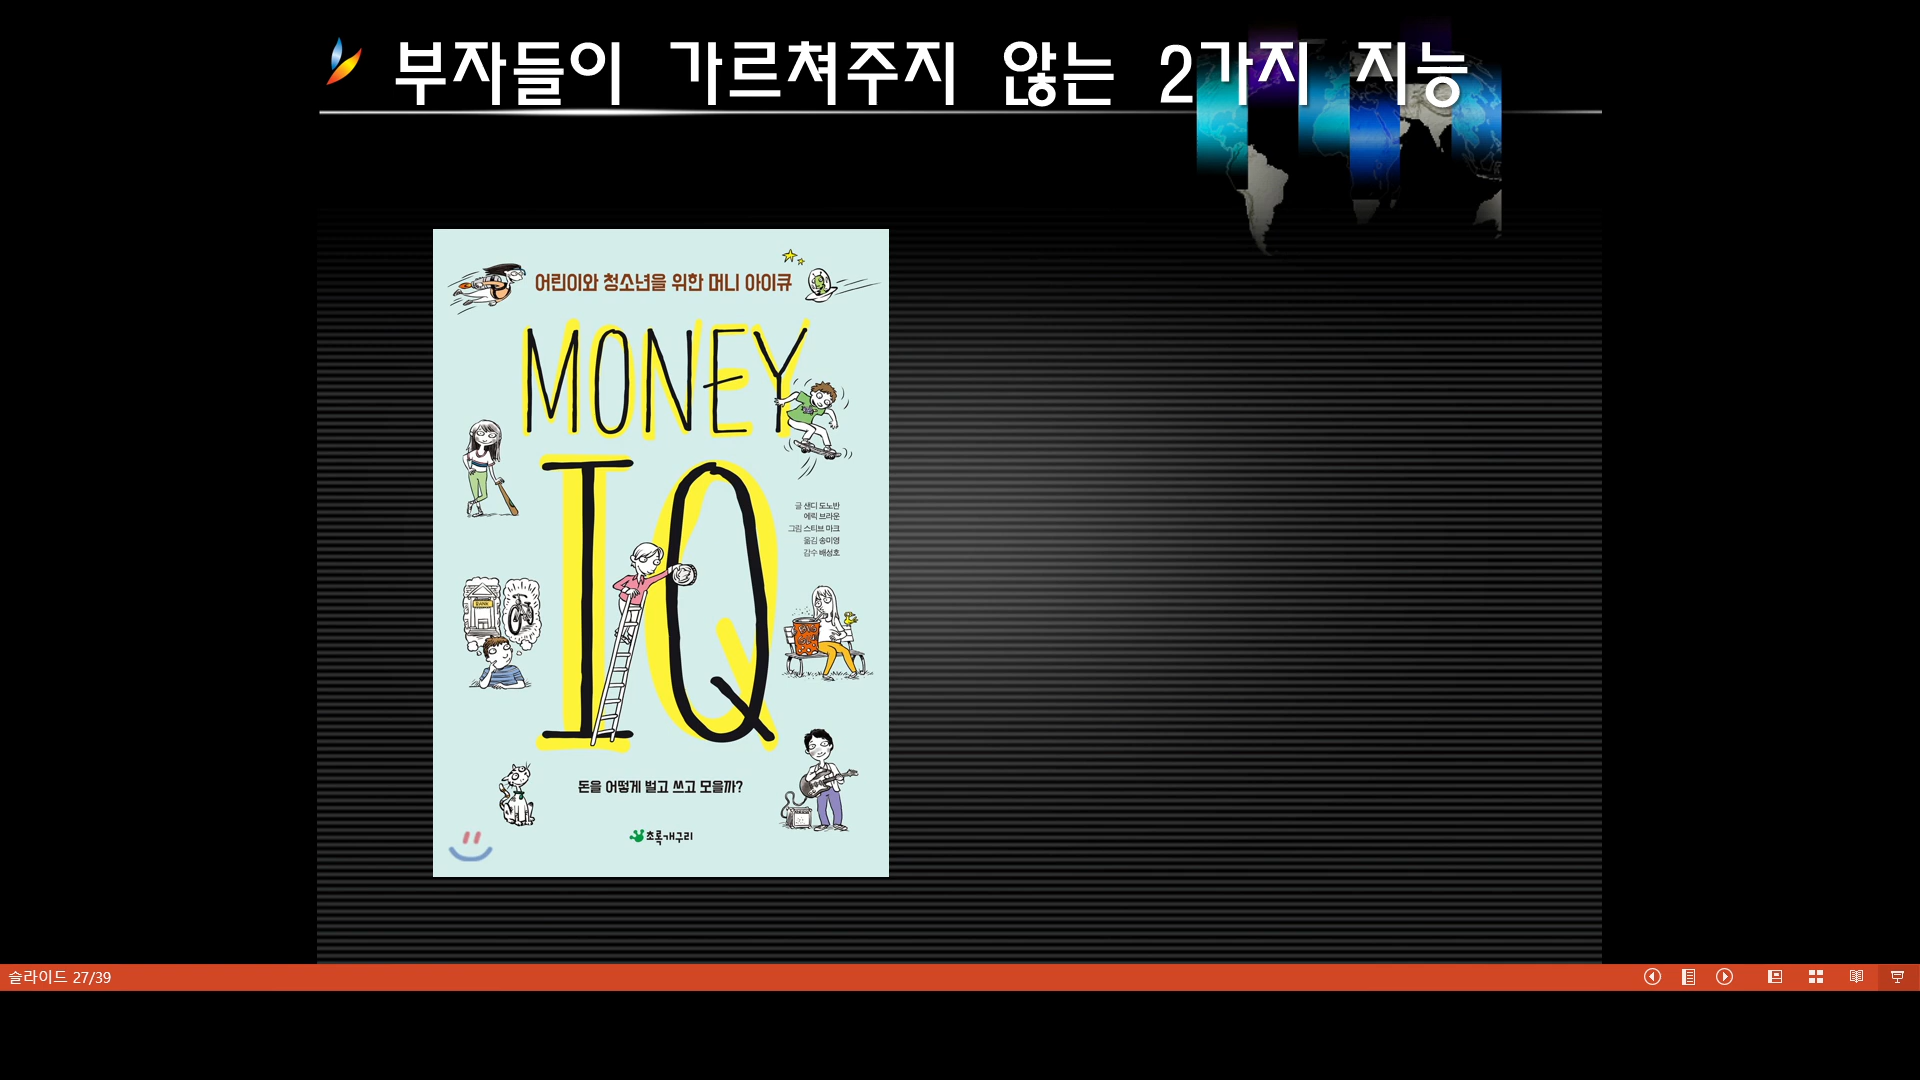 부자들이 가르쳐주지 않는 2가지 지능
어린이와 청소년을 위한 머니 아이큐
MONEY
IQ
글 샌디 도노반
에릭 브라운
그림 스티브 마크
옮김 송미영
감수 배성호
BANK
돈을 어떻게 벌고 쓰고 모을까?
초록개구리
슬라이드 27/39